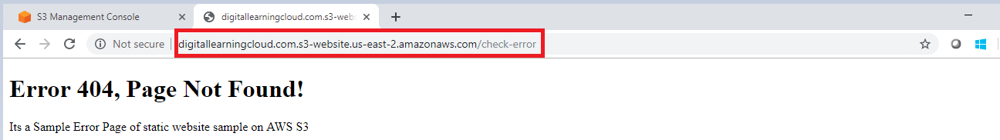 S3 Management Console
digitallearningcloud.com.s3-webs
Not secure
digitallearningcloud.com.s3-website.us-east-2.amazonaws.com/check-error
Error 404, Page Not Found!
Its a Sample Error Page of static website sample on AWS S3